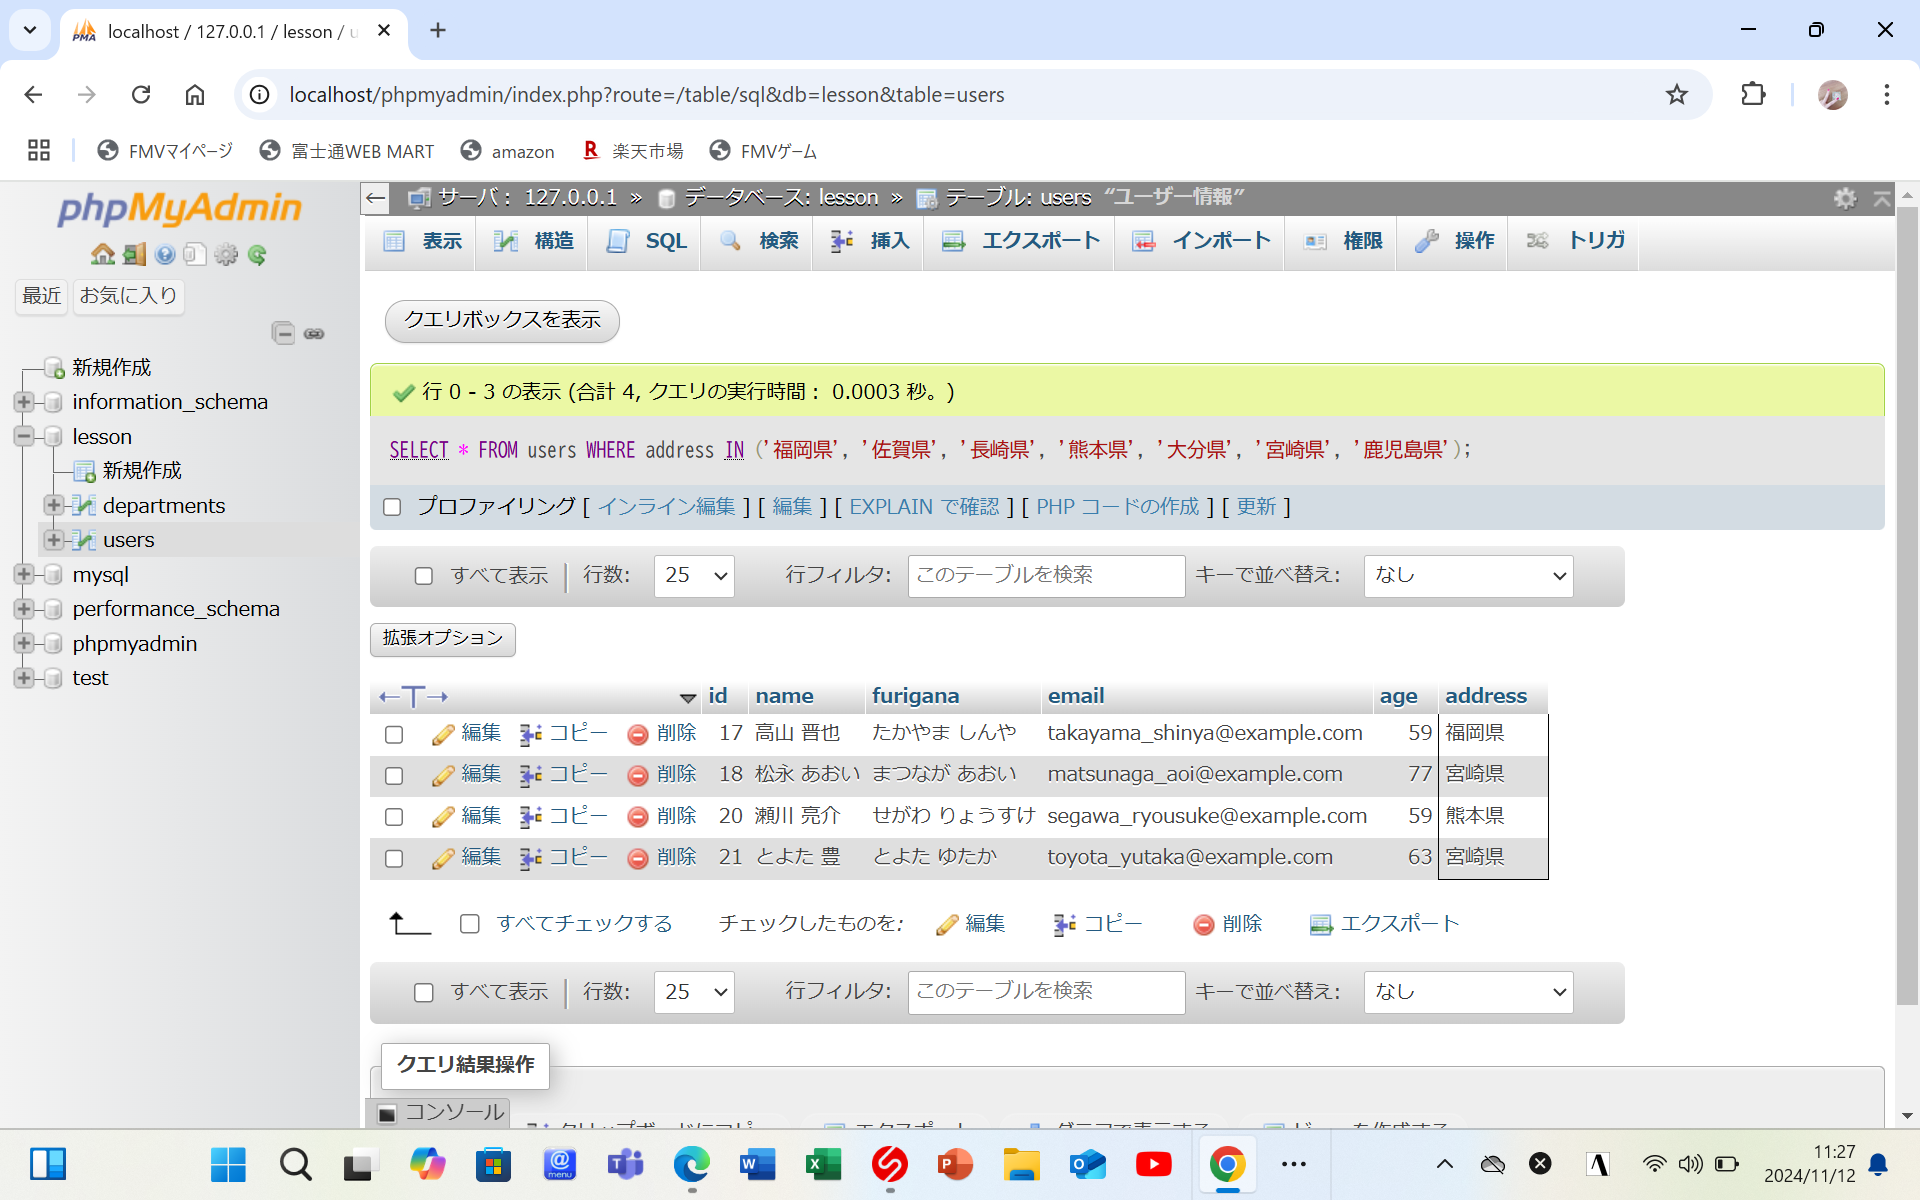 localhost / 127.0.0.1 / lesson / u
localhost/phpmyadmin/index.php?route=/table/sql&db=lesson&table=users
FMVマイページ 富士通WEB MART amazon 楽天市場 FMVゲーム
phpMyAdmin
最近 お気に入り
新規作成
information_schema
lesson
新規作成
departments
users
mysql
performance_schema
phpmyadmin
test
サーバ： 127.0.0.1 » データベース: lesson » テーブル: users “ユーザー情報”
表示 構造 SQL 検索 挿入 エクスポート インポート 権限 操作 トリガ
クエリボックスを表示
行 0 - 3 の表示 (合計 4, クエリの実行時間： 0.0003 秒。)
SELECT * FROM users WHERE address IN ('福岡県', '佐賀県', '長崎県', '熊本県', '大分県', '宮崎県', '鹿児島県');
プロファイリング [ インライン編集 ] [ 編集 ] [ EXPLAIN で確認 ] [ PHP コードの作成 ] [ 更新 ]
すべて表示 行数: 25 行フィルタ: このテーブルを検索 キーで並べ替え: なし
拡張オプション
←T→ id name furigana email age address
編集 コピー 削除 17 高山 晋也 たかやま しんや takayama_shinya@example.com 59 福岡県
編集 コピー 削除 18 松永 あおい まつなが あおい matsunaga_aoi@example.com 77 宮崎県
編集 コピー 削除 20 瀬川 亮介 せがわ りょうすけ segawa_ryousuke@example.com 59 熊本県
編集 コピー 削除 21 とよた 豊 とよた ゆたか toyota_yutaka@example.com 63 宮崎県
すべてチェックする チェックしたものを: 編集 コピー 削除 エクスポート
すべて表示 行数: 25 行フィルタ: このテーブルを検索 キーで並べ替え: なし
クエリ結果操作
コンソール
11:27
2024/11/12